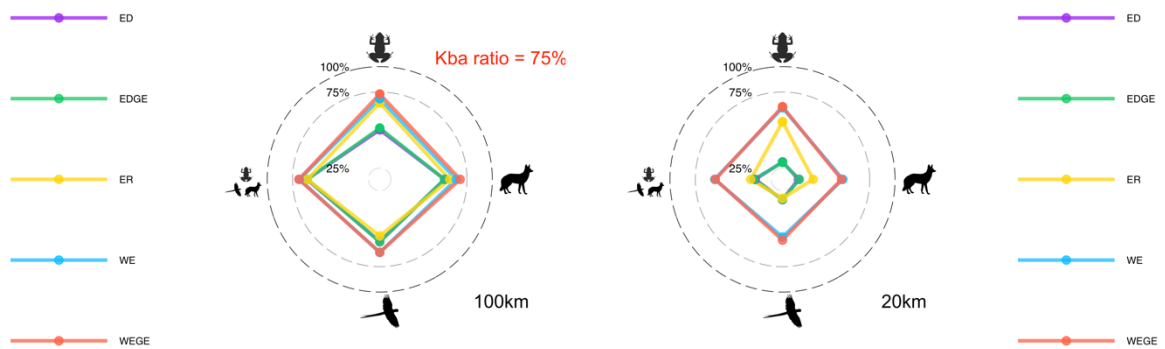 ED
EDGE
ER
WE
WEGE
Kba ratio = 75%
100%
75%
25%
100km
100%
75%
25%
20km
ED
EDGE
ER
WE
WEGE